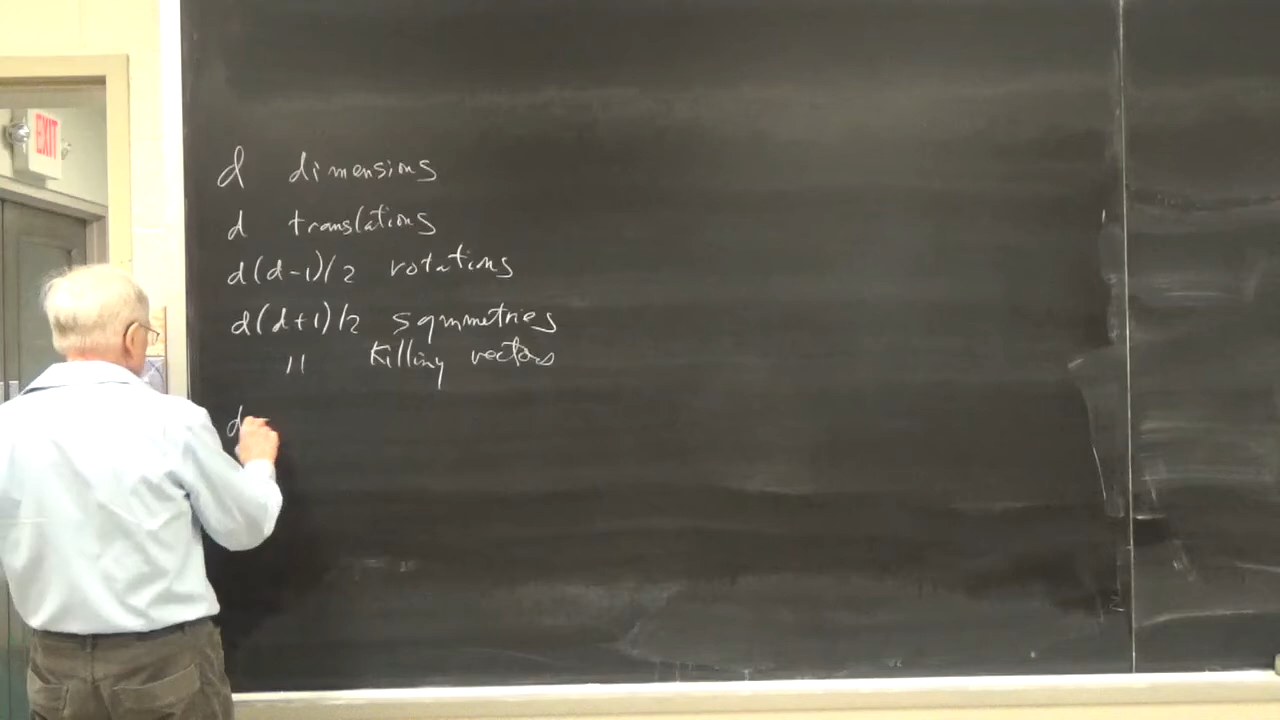 EXIT
d dimensions
d translations
d(d-1)/2 rotations
d(d+1)/2 symmetries
" Killing vectors
d